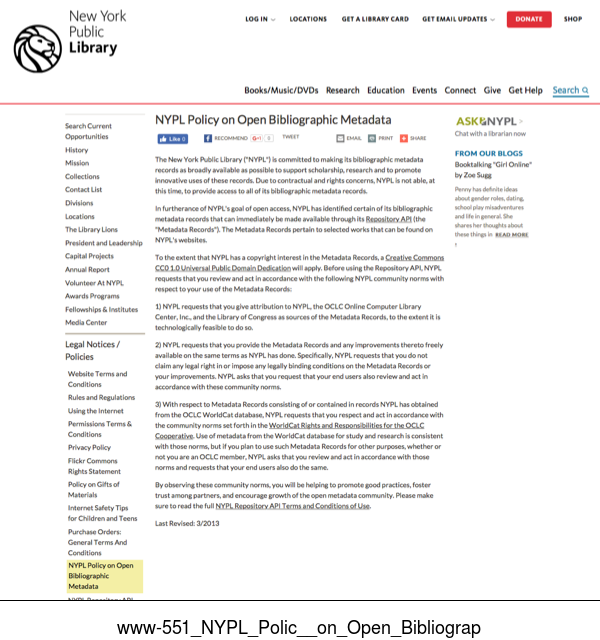 New York
Public
Library
LOG IN
LOCATIONS
GET A LIBRARY CARD
GET EMAIL UPDATES
DONATE
SHOP
Books/Music/DVDs Research Education Events Connect Give Get Help Search
Search Current
Opportunities
History
Mission
Collections
Contact List
Divisions
Locations
The Library Lions
President and Leadership
Capital Projects
Annual Report
Volunteer At NYPL
Awards Programs
Fellowships & Institutes
Media Center
Legal Notices /
Policies
Website Terms and
Conditions
Rules and Regulations
Using the Internet
Permissions Terms &
Conditions
Privacy Policy
Flickr Commons
Rights Statement
Policy on Gifts of
Materials
Internet Safety Tips
for Children and Teens
Purchase Orders:
General Terms And
Conditions
NYPL Policy on Open
Bibliographic
Metadata
NYPL Repository API
NYPL Policy on Open Bibliographic Metadata
Like 0 RECOMMEND G+1 0 TWEET EMAIL PRINT SHARE
The New York Public Library ("NYPL") is committed to making its bibliographic metadata
records as broadly available as possible to support scholarship, research and to promote
innovative uses of these records. Due to contractual and rights concerns, NYPL is not able, at
this time, to provide access to all of its bibliographic metadata records.
In furtherance of NYPL's goal of open access, NYPL has identified certain of its bibliographic
metadata records that can immediately be made available through its Repository API (the
"Metadata Records"). The Metadata Records pertain to selected works that can be found on
NYPL's websites.
To the extent that NYPL has a copyright interest in the Metadata Records, a Creative Commons
CC0 1.0 Universal Public Domain Dedication will apply. Before using the Repository API, NYPL
requests that you review and act in accordance with the following NYPL community norms with
respect to your use of the Metadata Records:
1) NYPL requests that you give attribution to NYPL, the OCLC Online Computer Library
Center, Inc., and the Library of Congress as sources of the Metadata Records, to the extent it is
technologically feasible to do so.
2) NYPL requests that you provide the Metadata Records and any improvements thereto freely
available on the same terms as NYPL has done. Specifically, NYPL requests that you do not
claim any legal right in or impose any legally binding conditions on the Metadata Records or
your improvements. NYPL asks that you request that your end users also review and act in
accordance with these community norms.
3) With respect to Metadata Records consisting of or contained in records NYPL has obtained
from the OCLC WorldCat database, NYPL requests that you respect and act in accordance with
the community norms set forth in the WorldCat Rights and Responsibilities for the OCLC
Cooperative. Use of metadata from the WorldCat database for study and research is consistent
with those norms, but if you plan to use such Metadata Records for other purposes, whether or
not you are an OCLC member, NYPL asks that you review and act in accordance with those
norms and requests that your end users also do the same.
By observing these community norms, you will be helping to promote good practices, foster
trust among partners, and encourage growth of the open metadata community. Please make
sure to read the full NYPL Repository API Terms and Conditions of Use.
Last Revised: 3/2013
ASK NYPL >
Chat with a librarian now
FROM OUR BLOGS
Booktalking "Girl Online"
by Zoe Sugg
Penny has definite ideas
about gender roles, dating,
school play misadventures
and life in general. She
shares her thoughts about
these things in READ MORE
www-551_NYPL_Polic__on_Open_Bibliograp